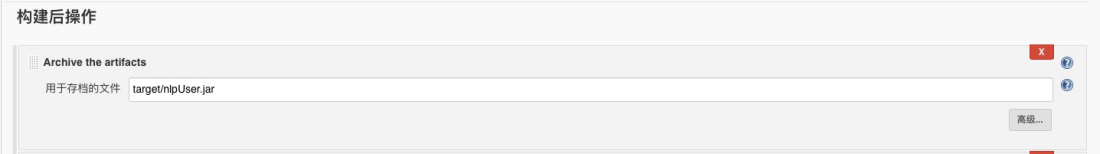 构建后操作
X
Archive the artifacts
用于存档的文件 target/nlpUser.jar
高级...